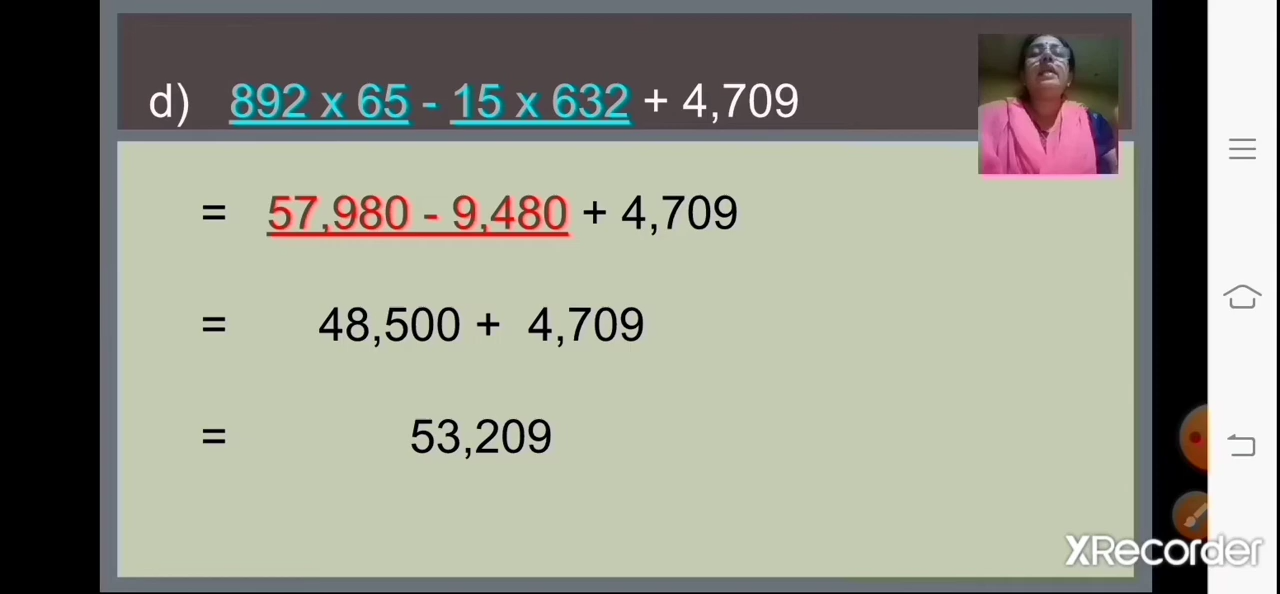 d) 892 x 65 - 15 x 632 + 4,709
= 57,980 - 9,480 + 4,709
= 48,500 + 4,709
= 53,209
XRecorder